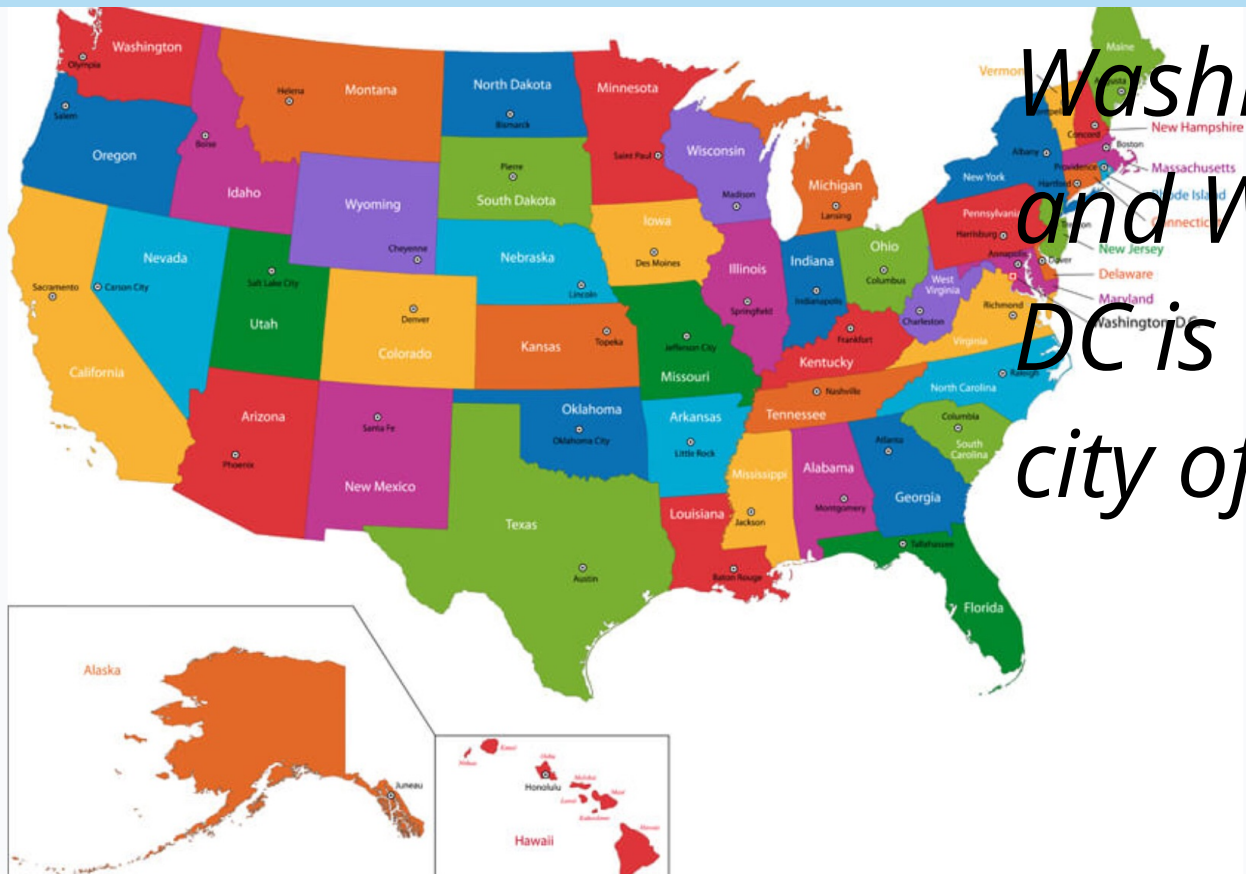 Washington
Olympia
Montana
Helena
North Dakota
Bismarck
Minnesota
Saint Paul
Maine
Vermont
Augusta
Concord
New Hampshire
Boston
Massachusetts
Providence
Rhode Island
Hartford
Albany
New York
Salem
Oregon
Boise
Idaho
Wyoming
Cheyenne
Pierre
South Dakota
Wisconsin
Madison
Michigan
Lansing
Pennsylvania
Harrisburg
New Jersey
Annapolis
Dover
Delaware
Maryland
Washington D.C.
Nevada
Carson City
Sacramento
California
Salt Lake City
Utah
Denver
Colorado
Nebraska
Lincoln
Iowa
Des Moines
Illinois
Springfield
Indiana
Indianapolis
Ohio
Columbus
West
Virginia
Charleston
Richmond
Virginia
Kansas
Topeka
Jefferson City
Missouri
Frankfort
Kentucky
Nashville
Tennessee
Raleigh
North Carolina
Arizona
Phoenix
Santa Fe
New Mexico
Oklahoma
Oklahoma City
Arkansas
Little Rock
Mississippi
Jackson
Alabama
Montgomery
Atlanta
Georgia
Columbia
South
Carolina
Texas
Austin
Louisiana
Baton Rouge
Tallahassee
Florida
Alaska
Juneau
Honolulu
Hawaii
Washi
and W
DC is
city of